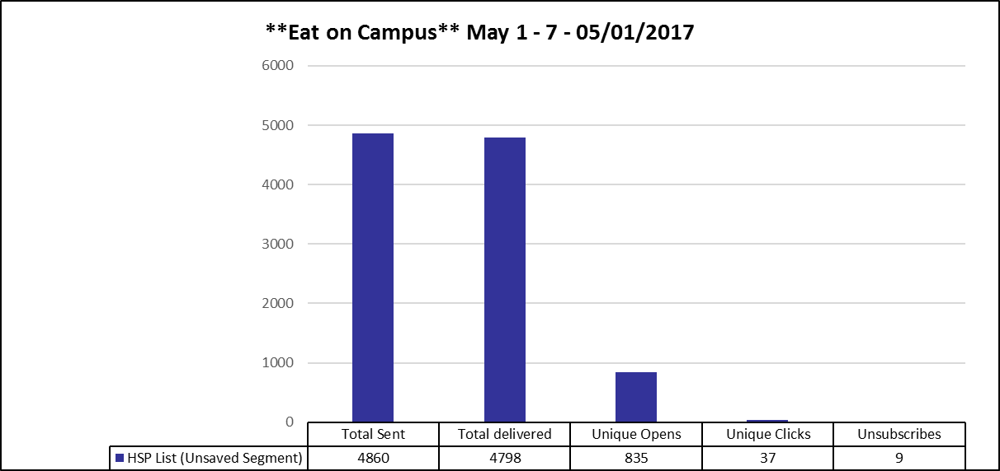 **Eat on Campus** May 1 - 7 - 05/01/2017
6000
5000
4000
3000
2000
1000
0
Total Sent Total delivered Unique Opens Unique Clicks Unsubscribes
HSP List (Unsaved Segment) 4860 4798 835 37 9